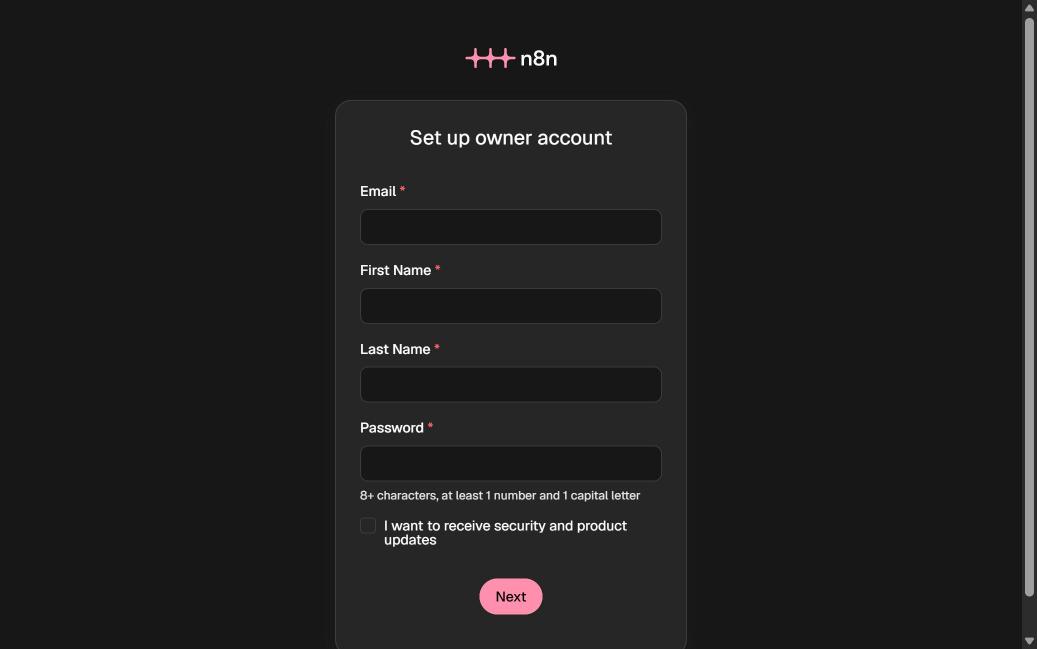 n8n
Set up owner account
Email *
First Name *
Last Name *
Password *
8+ characters, at least 1 number and 1 capital letter
I want to receive security and product
updates
Next